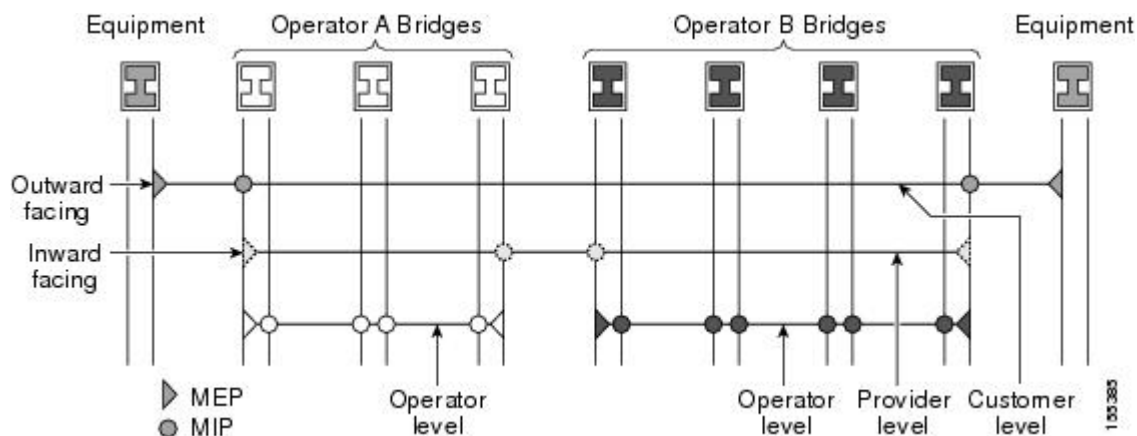 Equipment
Operator A Bridges
Operator B Bridges
Equipment
Outward
facing
Inward
facing
MEP
MIP
Operator
level
Operator
level
Provider
level
Customer
level
155385